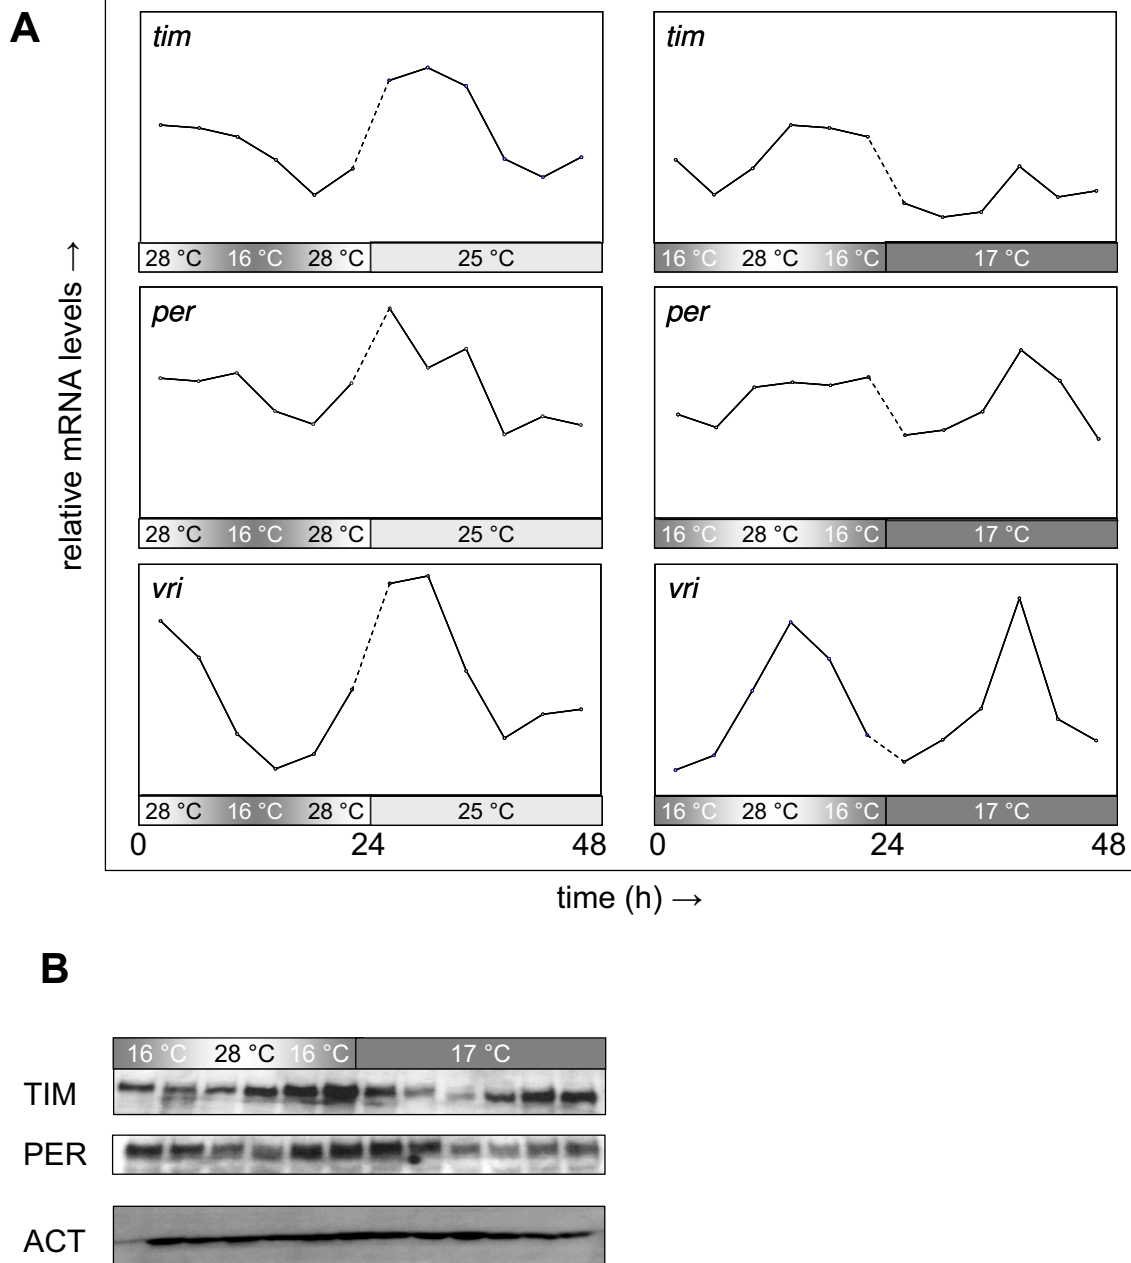 A
tim
tim
28 °C 16 °C 28 °C 25 °C
16 °C 28 °C 16 °C 17 °C
per
per
28 °C 16 °C 28 °C 25 °C
16 °C 28 °C 16 °C 17 °C
vri
vri
28 °C 16 °C 28 °C 25 °C
16 °C 28 °C 16 °C 17 °C
0 24 48
0 24 48
relative mRNA levels →
time (h) →
B
16 °C 28 °C 16 °C 17 °C
TIM
PER
ACT